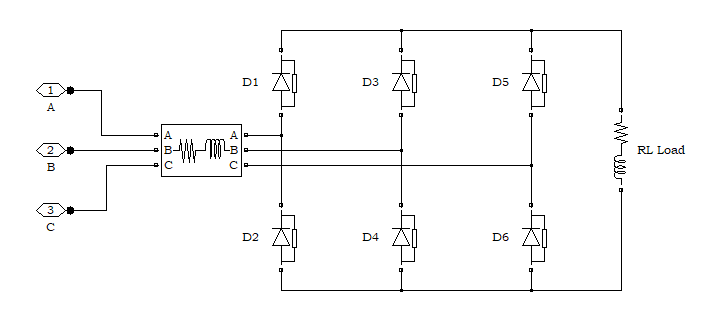 D1 D3 D5
1
A
A A
2 B B RL Load
B
C C
3
C
D2 D4 D6